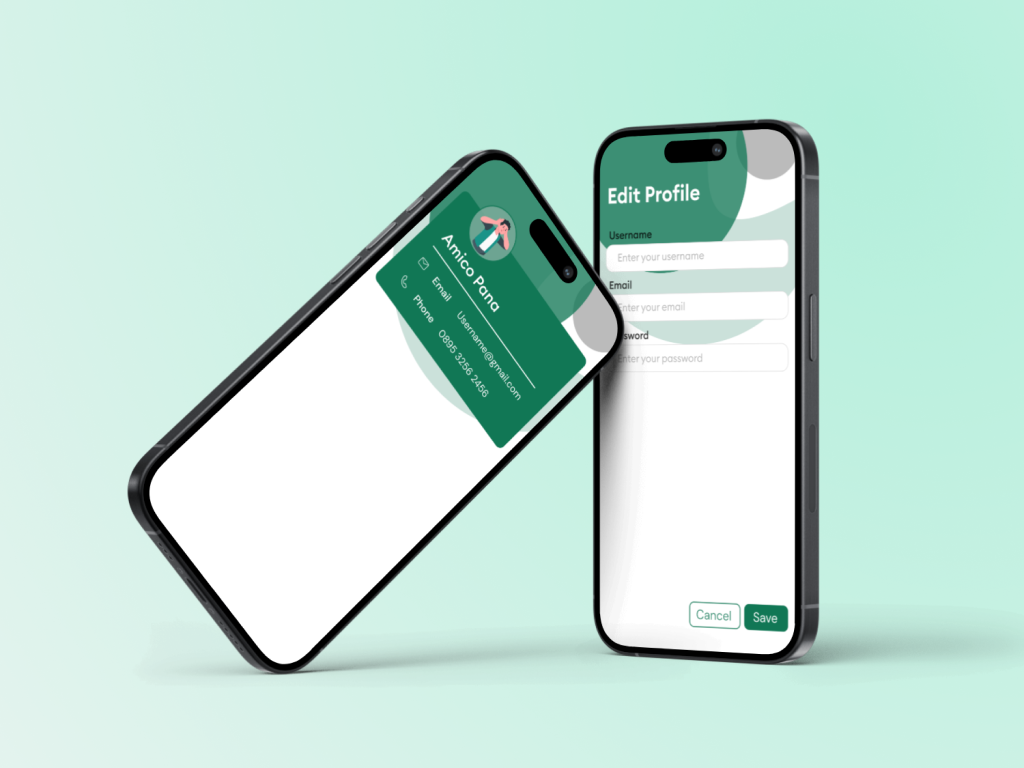 Amico Pana
Email
Username@gmail.com
Phone
0895 3256 2456
Edit Profile
Username
Enter your username
Email
Enter your email
sword
Enter your password
Cancel
Save